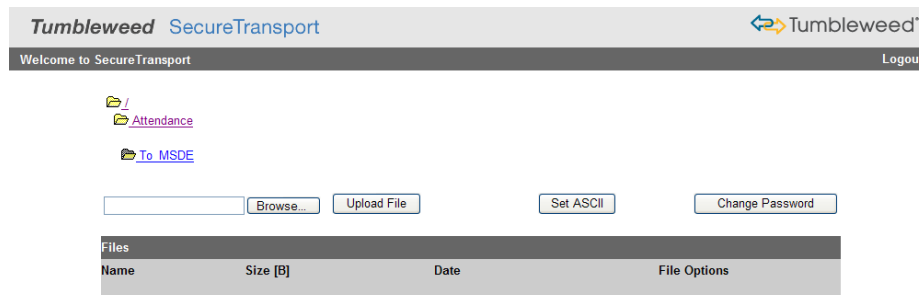 Tumbleweed SecureTransport Tumbleweed®
Welcome to SecureTransport Logou
/
Attendance
To MSDE
Browse... Upload File Set ASCII Change Password
Files
Name Size [B] Date File Options